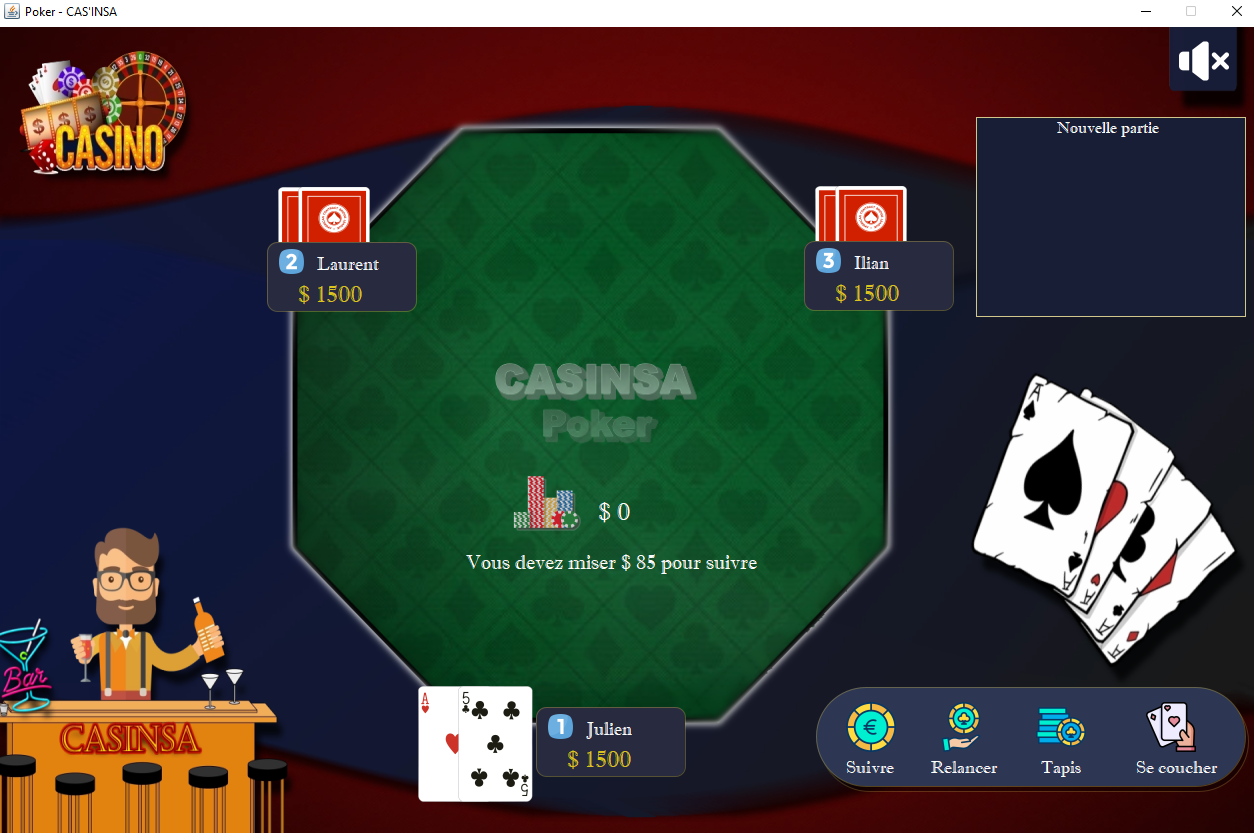 Poker - CAS'INSA
CASINO
Nouvelle partie
2 Laurent
$ 1500
3 Ilian
$ 1500
CASINSA
Poker
$ 0
Vous devez miser $ 85 pour suivre
A
A
A
A
A
Bar
CASINSA
A
5
5
1 Julien
$ 1500
Suivre
Relancer
Tapis
Se coucher